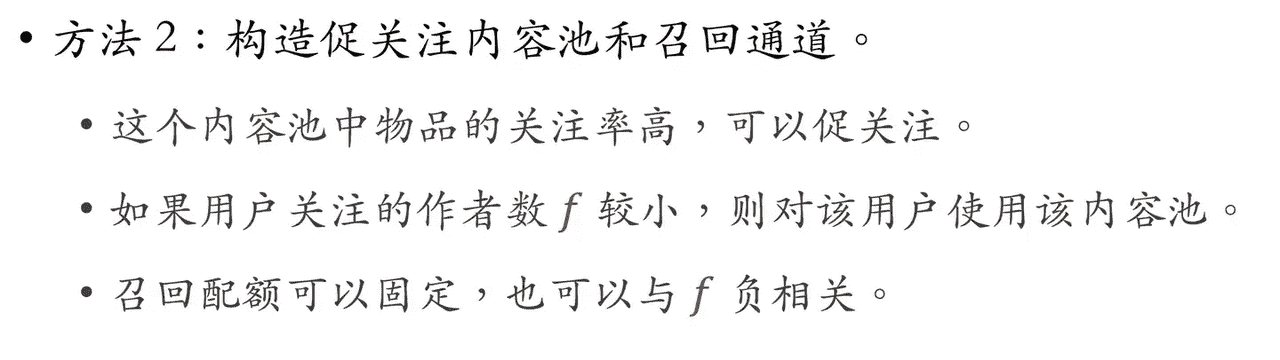 • 方法 2：构造促关注内容池和召回通道。
• 这个内容池中物品的关注率高，可以促关注。
• 如果用户关注的作者数 f 较小，则对该用户使用该内容池。
• 召回配额可以固定，也可以与 f 负相关。